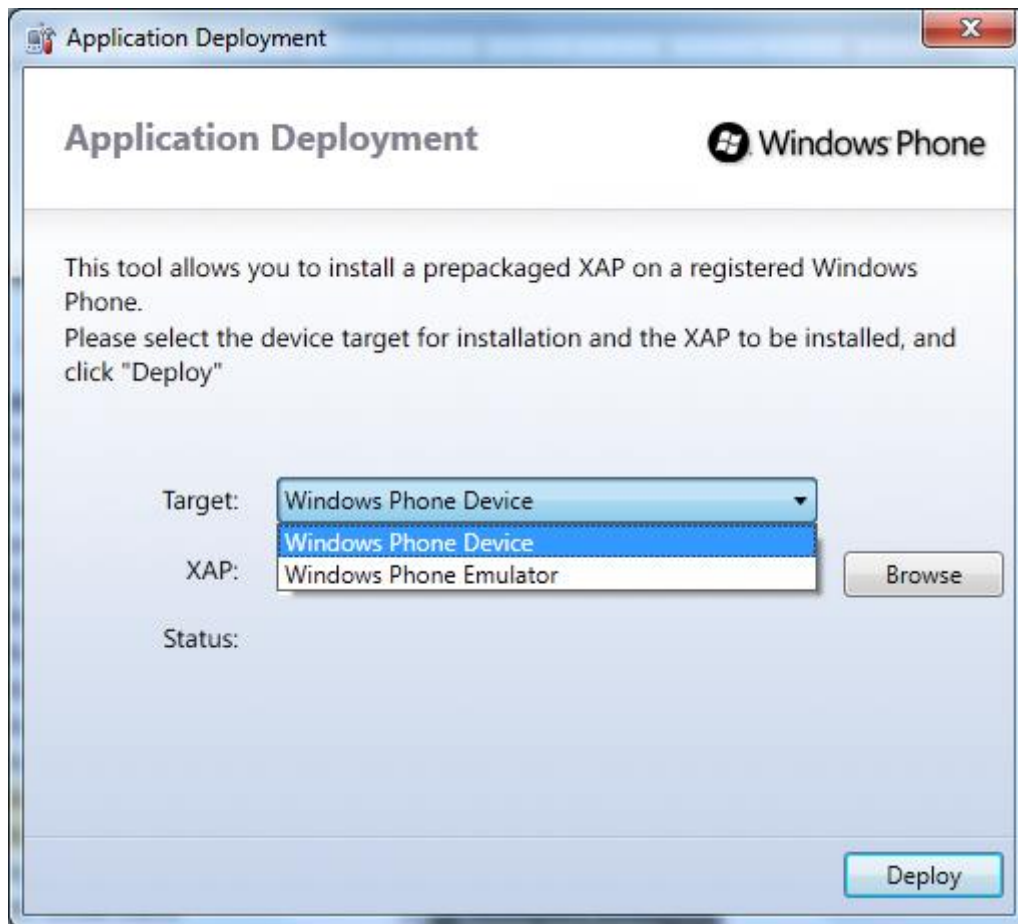 Application Deployment
Application Deployment
Windows Phone
This tool allows you to install a prepackaged XAP on a registered Windows
Phone.
Please select the device target for installation and the XAP to be installed, and
click "Deploy"
Target:
Windows Phone Device
Windows Phone Device
XAP:
Windows Phone Emulator
Browse
Status:
Deploy